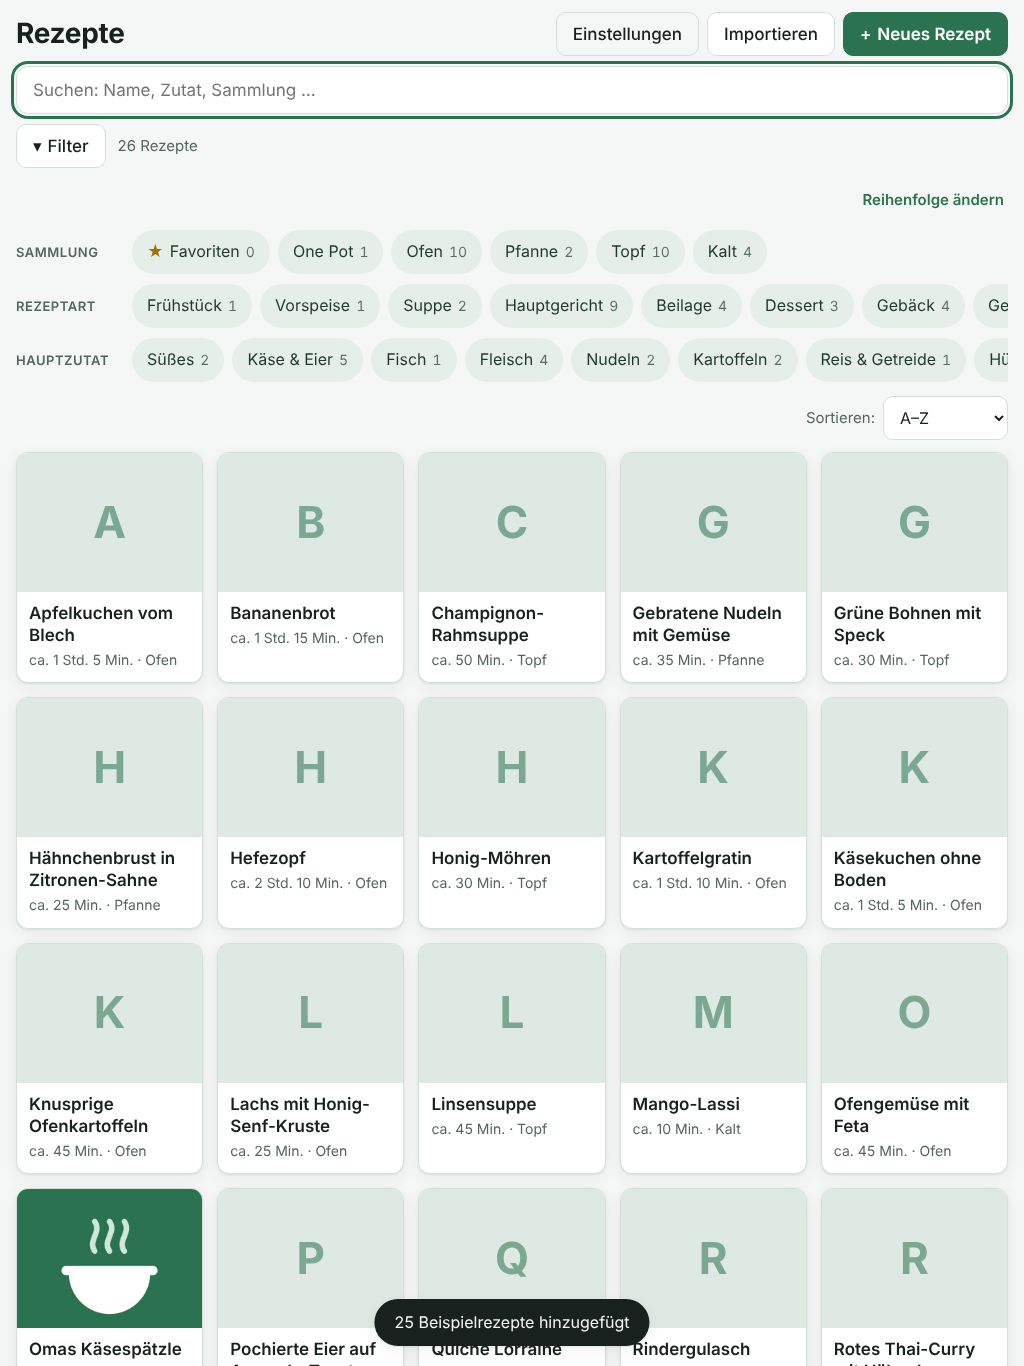 Rezepte
Einstellungen
Importieren
+ Neues Rezept
Suchen: Name, Zutat, Sammlung ...
▾ Filter
26 Rezepte
Reihenfolge ändern
SAMMLUNG
★ Favoriten 0
One Pot 1
Ofen 10
Pfanne 2
Topf 10
Kalt 4
REZEPTART
Frühstück 1
Vorspeise 1
Suppe 2
Hauptgericht 9
Beilage 4
Dessert 3
Gebäck 4
Ge
HAUPTZUTAT
Süßes 2
Käse & Eier 5
Fisch 1
Fleisch 4
Nudeln 2
Kartoffeln 2
Reis & Getreide 1
Hü
Sortieren:
A–Z
A
B
C
G
G
Apfelkuchen vom
Blech
ca. 1 Std. 5 Min. · Ofen
Bananenbrot
ca. 1 Std. 15 Min. · Ofen
Champignon-
Rahmsuppe
ca. 50 Min. · Topf
Gebratene Nudeln
mit Gemüse
ca. 35 Min. · Pfanne
Grüne Bohnen mit
Speck
ca. 30 Min. · Topf
H
H
H
K
K
Hähnchenbrust in
Zitronen-Sahne
ca. 25 Min. · Pfanne
Hefezopf
ca. 2 Std. 10 Min. · Ofen
Honig-Möhren
ca. 30 Min. · Topf
Kartoffelgratin
ca. 1 Std. 10 Min. · Ofen
Käsekuchen ohne
Boden
ca. 1 Std. 5 Min. · Ofen
K
L
L
M
O
Knusprige
Ofenkartoffeln
ca. 45 Min. · Ofen
Lachs mit Honig-
Senf-Kruste
ca. 25 Min. · Ofen
Linsensuppe
ca. 45 Min. · Topf
Mango-Lassi
ca. 10 Min. · Kalt
Ofengemüse mit
Feta
ca. 45 Min. · Ofen
P
Q
R
R
25 Beispielrezepte hinzugefügt
Omas Käsespätzle
Pochierte Eier auf
Quiche Lorraine
Rindergulasch
Rotes Thai-Curry